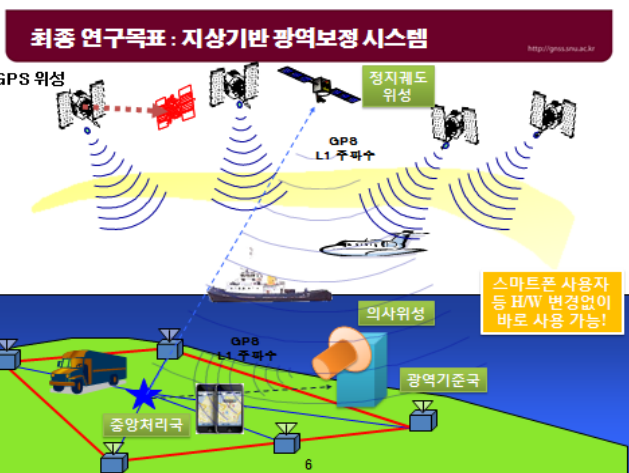 최종 연구목표 : 지상기반 광역보정 시스템
http://gnss.snu.ac.kr
GPS 위성
정지궤도
위성
GPS
L1 주파수
2
스마트폰 사용자
등 H/W 변경없이
바로 사용 가능!
의사위성
GPS
L1 주파수
광역기준국
중앙처리국
6